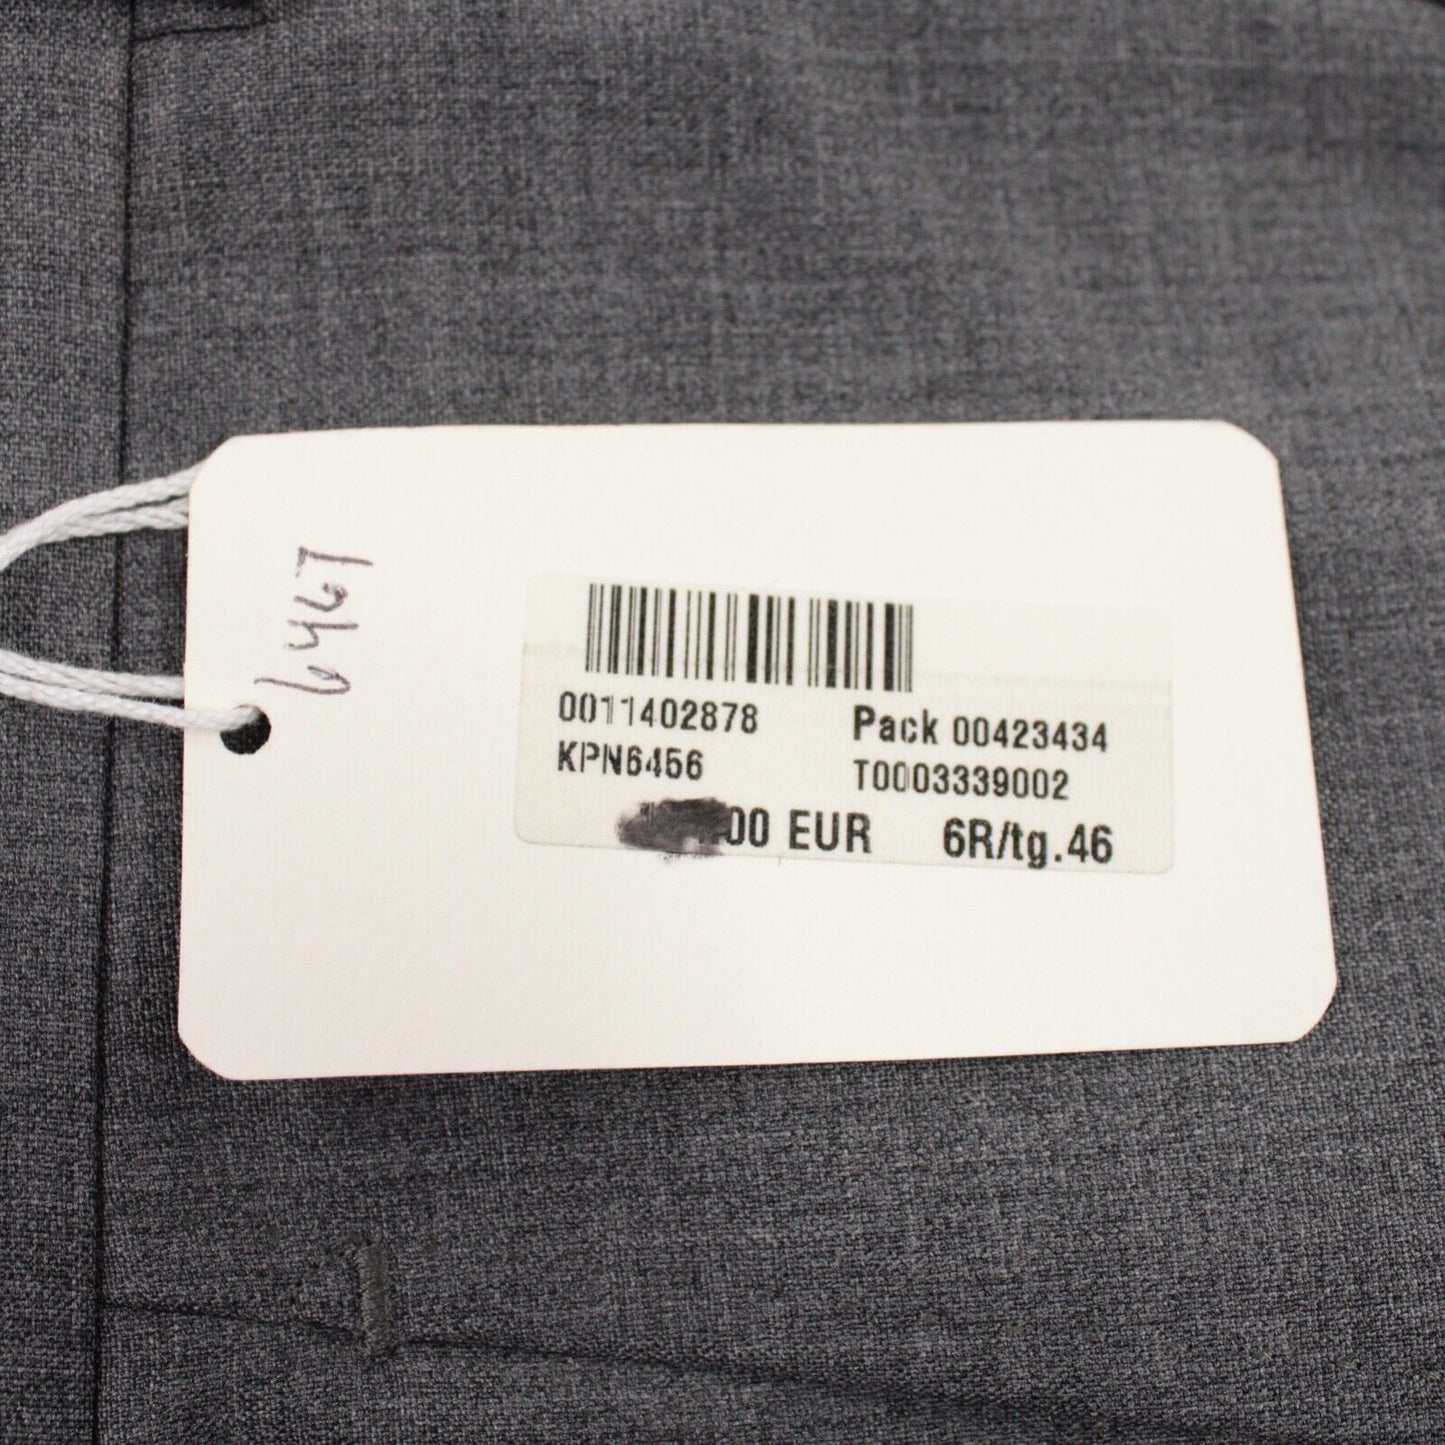 6467
0011402878 Pack 00423434
KPN6456 T0003339002
00 EUR 6R/tg.46